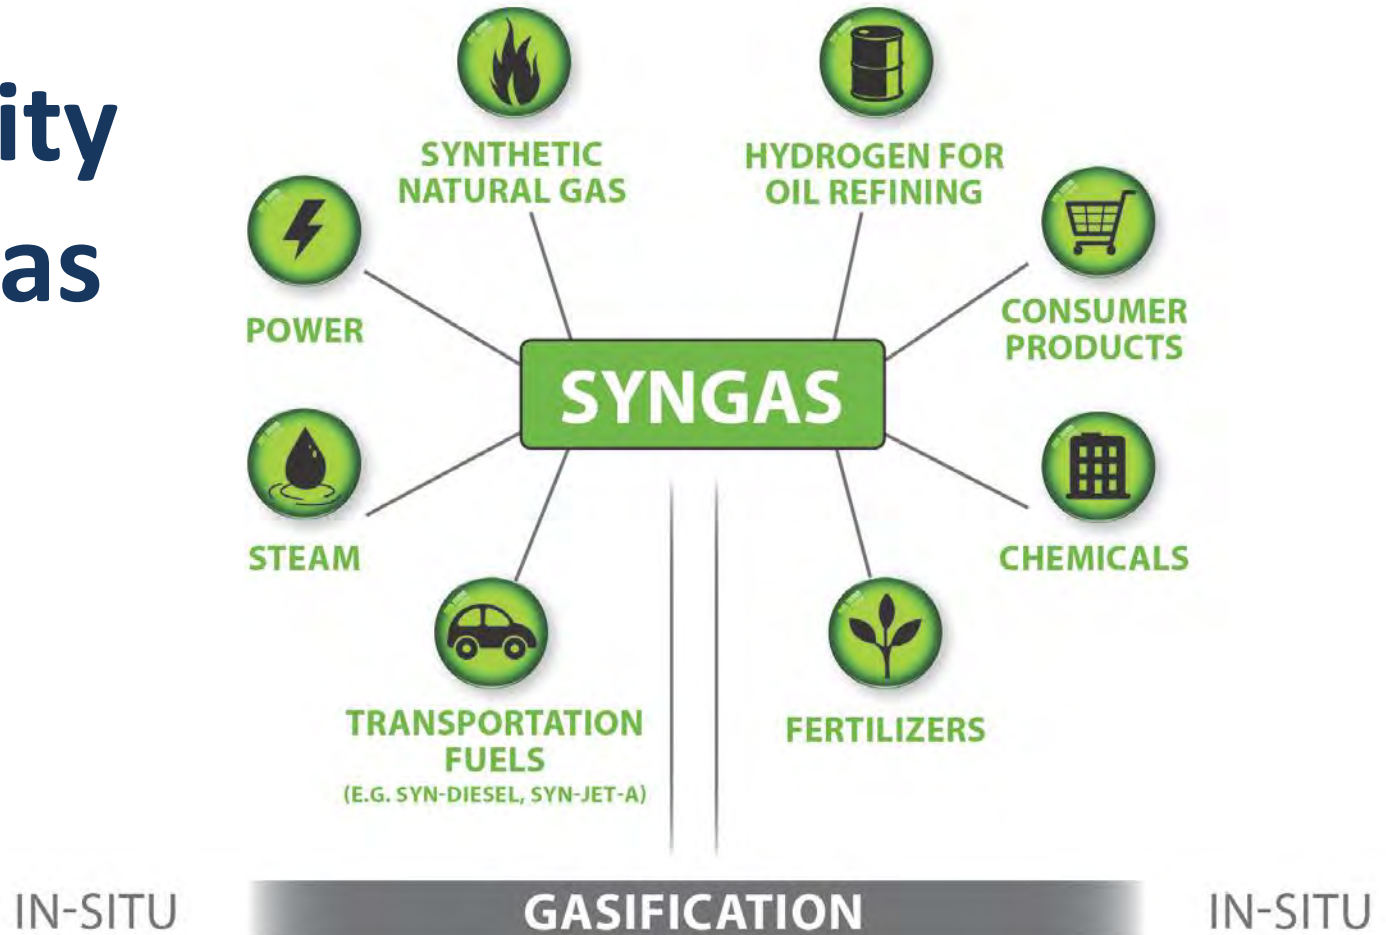 ity
as
SYNTHETIC
NATURAL GAS
HYDROGEN FOR
OIL REFINING
POWER
CONSUMER
PRODUCTS
SYNGAS
STEAM
CHEMICALS
TRANSPORTATION
FUELS
(E.G. SYN-DIESEL, SYN-JET-A)
FERTILIZERS
IN-SITU
GASIFICATION
IN-SITU